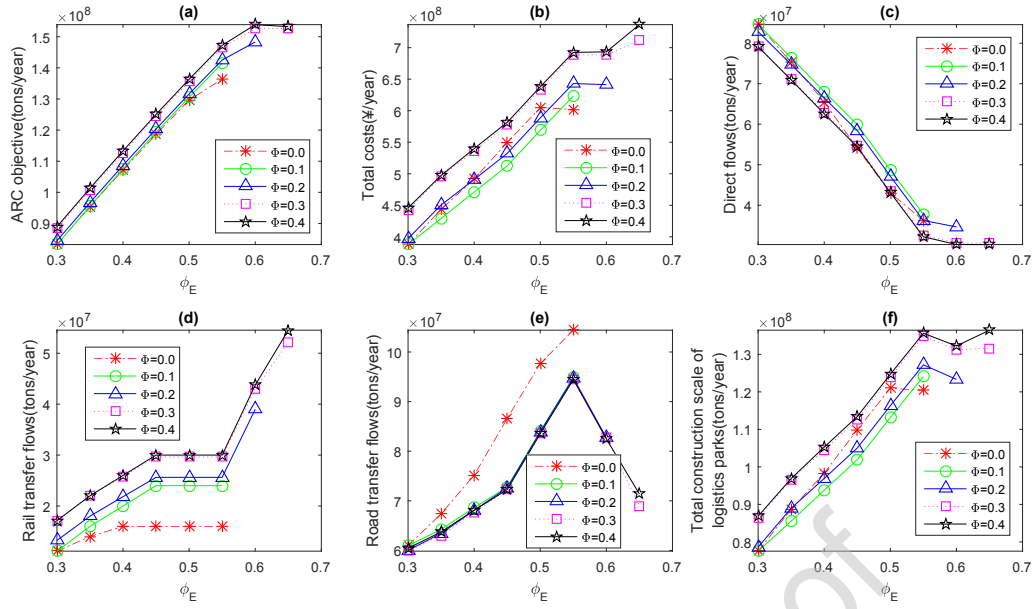 (a)
×10⁸
ARC objective(tons/year)
1.5
1.4
1.3
1.2
1.1
1
0.9
0.3 0.4 0.5 0.6 0.7
ϕE
Φ=0.0
Φ=0.1
Φ=0.2
Φ=0.3
Φ=0.4
(b)
×10⁸
Total costs(¥/year)
7
6.5
6
5.5
5
4.5
4
0.3 0.4 0.5 0.6 0.7
ϕE
Φ=0.0
Φ=0.1
Φ=0.2
Φ=0.3
Φ=0.4
(c)
×10⁷
Direct flows(tons/year)
8
7
6
5
4
0.3 0.4 0.5 0.6 0.7
ϕE
Φ=0.0
Φ=0.1
Φ=0.2
Φ=0.3
Φ=0.4
(d)
×10⁷
Rail transfer flows(tons/year)
5
4
3
2
0.3 0.4 0.5 0.6 0.7
ϕE
Φ=0.0
Φ=0.1
Φ=0.2
Φ=0.3
Φ=0.4
(e)
×10⁷
Road transfer flows(tons/year)
10
9
8
7
6
0.3 0.4 0.5 0.6 0.7
ϕE
Φ=0.0
Φ=0.1
Φ=0.2
Φ=0.3
Φ=0.4
(f)
×10⁸
Total construction scale of
logistics parks(tons/year)
1.3
1.2
1.1
1
0.9
0.8
0.3 0.4 0.5 0.6 0.7
ϕE
Φ=0.0
Φ=0.1
Φ=0.2
Φ=0.3
Φ=0.4
of